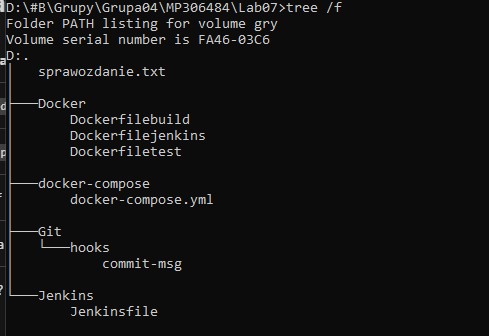 D:\#B\Grupy\Grupa04\MP306484\Lab07>tree /f
Folder PATH listing for volume gry
Volume serial number is FA46-03C6
D:.
│   sprawozdanie.txt
│
├───Docker
│       Dockerfilebuild
│       Dockerfilejenkins
│       Dockerfiletest
│
├───docker-compose
│       docker-compose.yml
│
├───Git
│   └───hooks
│           commit-msg
│
└───Jenkins
        Jenkinsfile